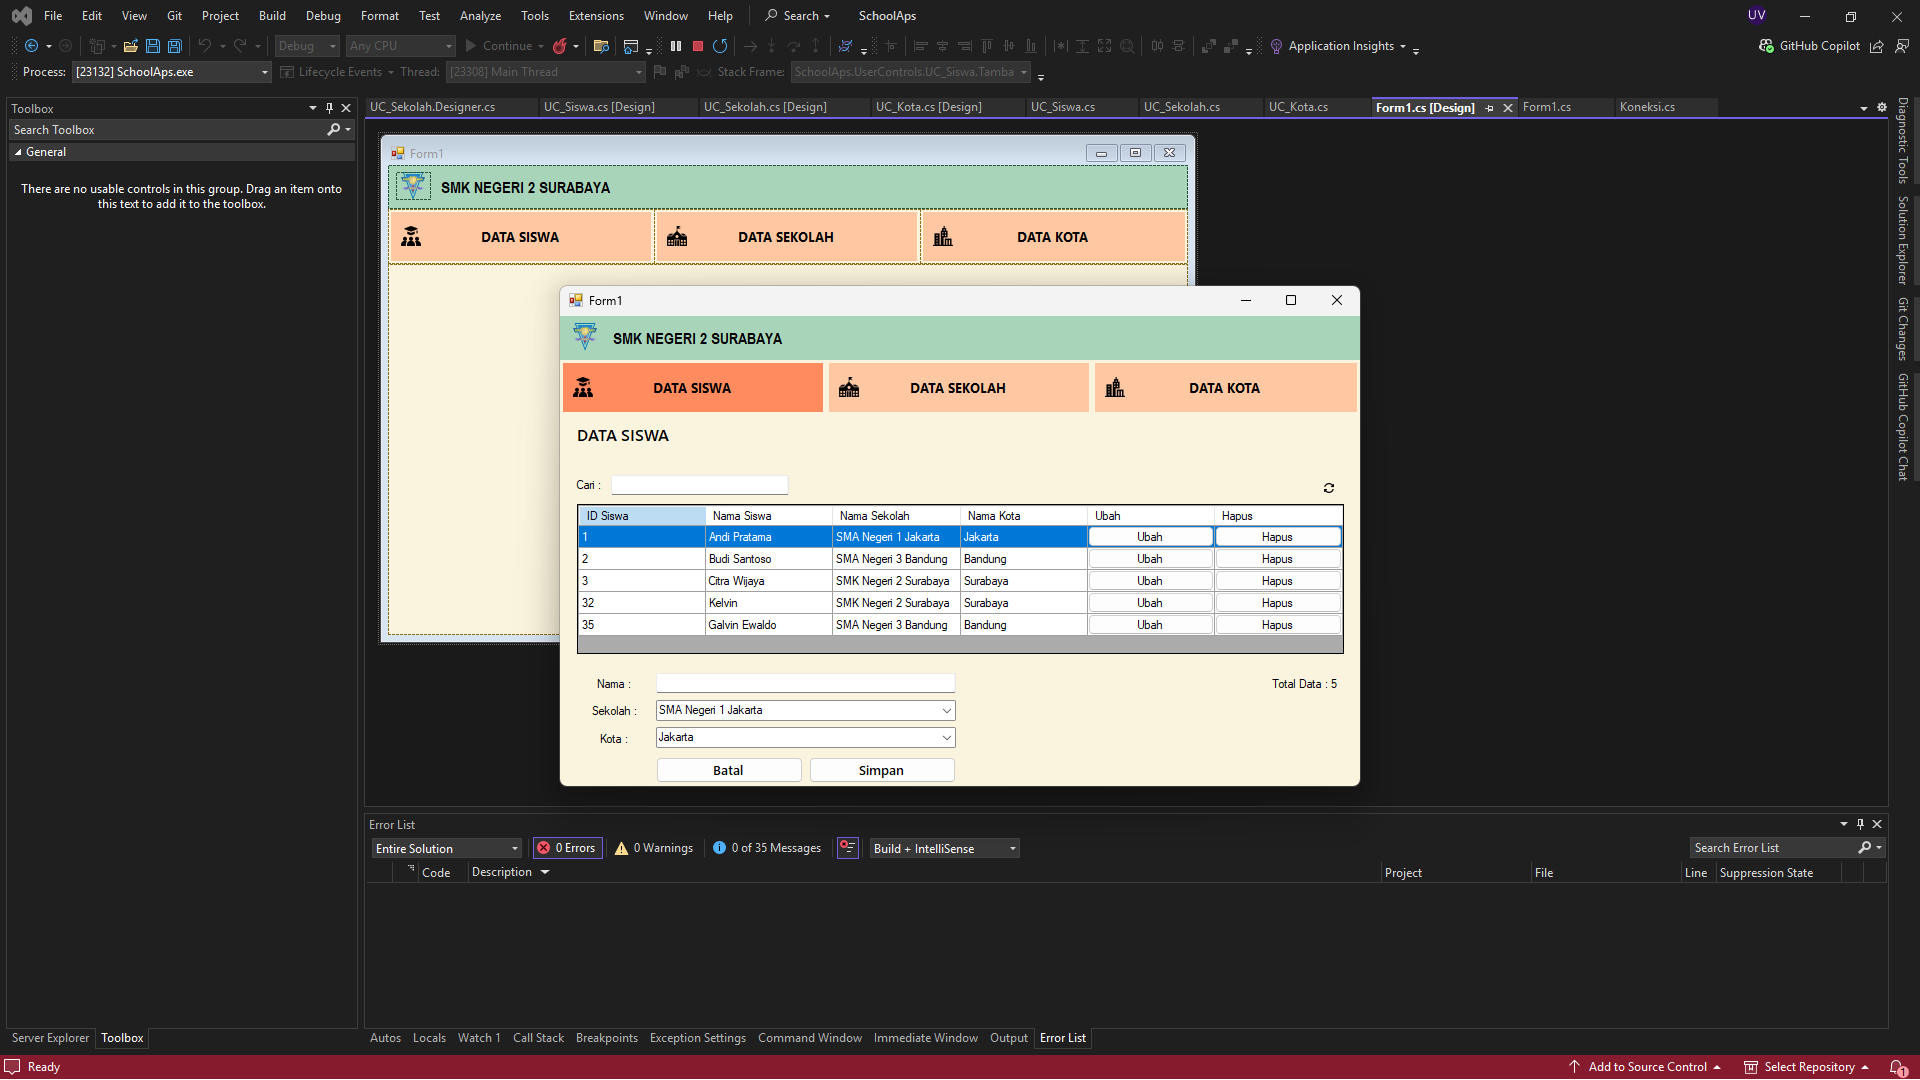 File Edit View Git Project Build Debug Format Test Analyze Tools Extensions Window Help Search SchoolAps UV
Debug Any CPU Continue Application Insights GitHub Copilot
Process: [23132] SchoolAps.exe Lifecycle Events Thread: [23308] Main Thread Stack Frame: SchoolAps.UserControls.UC_Siswa.Tamba
Toolbox
Search Toolbox
General
There are no usable controls in this group. Drag an item onto
this text to add it to the toolbox.
UC_Sekolah.Designer.cs UC_Siswa.cs [Design] UC_Sekolah.cs [Design] UC_Kota.cs [Design] UC_Siswa.cs UC_Sekolah.cs UC_Kota.cs Form1.cs [Design] Form1.cs Koneksi.cs
Form1
SMK NEGERI 2 SURABAYA
DATA SISWA DATA SEKOLAH DATA KOTA
Form1
SMK NEGERI 2 SURABAYA
DATA SISWA DATA SEKOLAH DATA KOTA
DATA SISWA
Cari :
ID Siswa Nama Siswa Nama Sekolah Nama Kota Ubah Hapus
1 Andi Pratama SMA Negeri 1 Jakarta Jakarta Ubah Hapus
2 Budi Santoso SMA Negeri 3 Bandung Bandung Ubah Hapus
3 Citra Wijaya SMK Negeri 2 Surabaya Surabaya Ubah Hapus
32 Kelvin SMK Negeri 2 Surabaya Surabaya Ubah Hapus
35 Galvin Ewaldo SMA Negeri 3 Bandung Bandung Ubah Hapus
Nama : Total Data : 5
Sekolah : SMA Negeri 1 Jakarta
Kota : Jakarta
Batal Simpan
Diagnostic Tools
Solution Explorer
Git Changes
GitHub Copilot Chat
Error List
Entire Solution 0 Errors 0 Warnings 0 of 35 Messages Build + IntelliSense Search Error List
Code Description Project File Line Suppression State
Server Explorer Toolbox Autos Locals Watch 1 Call Stack Breakpoints Exception Settings Command Window Immediate Window Output Error List
Ready Add to Source Control Select Repository 1